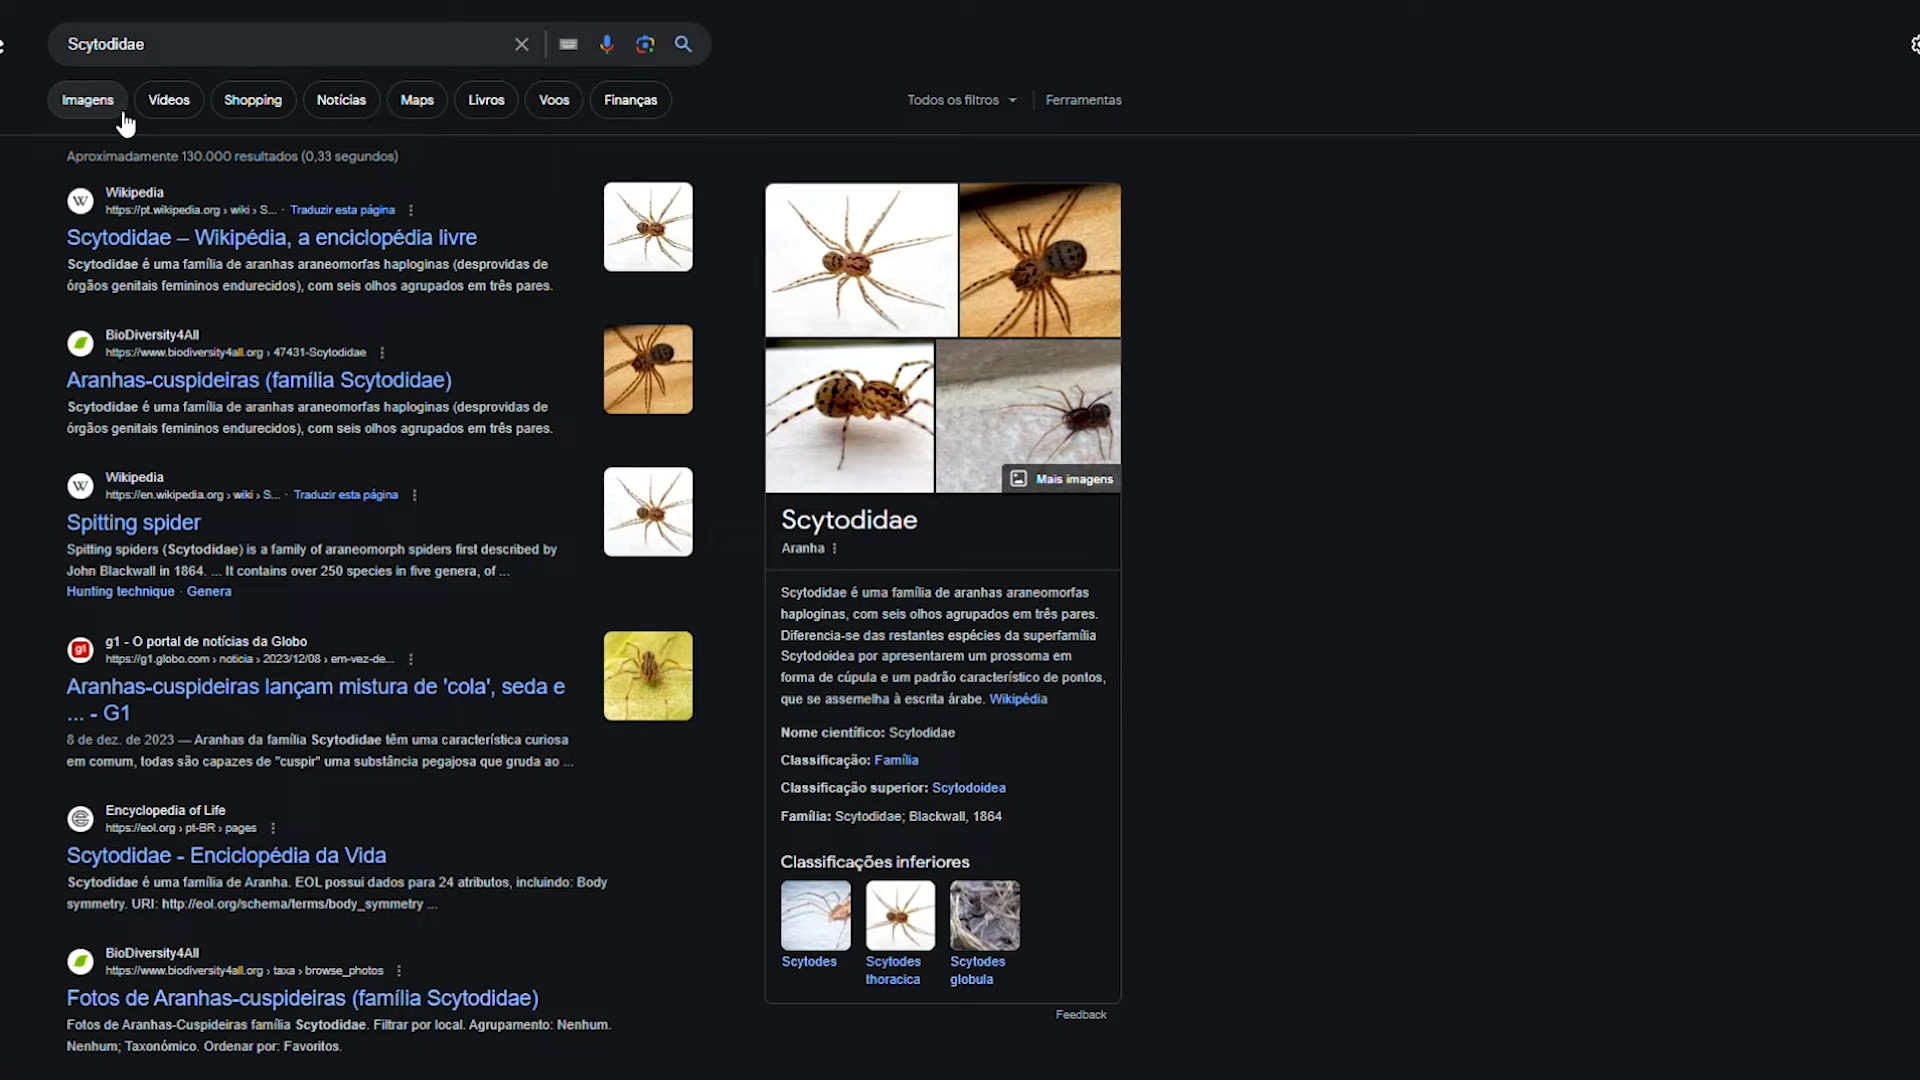 Scytodidae
Imagens
Vídeos
Shopping
Notícias
Maps
Livros
Voos
Finanças
Todos os filtros
Ferramentas
Aproximadamente 130.000 resultados (0,33 segundos)
Wikipedia
https://pt.wikipedia.org › wiki › S... · Traduzir esta página
Scytodidae – Wikipédia, a enciclopédia livre
Scytodidae é uma família de aranhas araneomorfas haploginas (desprovidas de
órgãos genitais femininos endurecidos), com seis olhos agrupados em três pares.
BioDiversity4All
https://www.biodiversity4all.org › 47431-Scytodidae
Aranhas-cuspideiras (família Scytodidae)
Scytodidae é uma família de aranhas araneomorfas haploginas (desprovidas de
órgãos genitais femininos endurecidos), com seis olhos agrupados em três pares.
Wikipedia
https://en.wikipedia.org › wiki › S... · Traduzir esta página
Spitting spider
Spitting spiders (Scytodidae) is a family of araneomorph spiders first described by
John Blackwall in 1864. ... It contains over 250 species in five genera, of ...
Hunting technique · Genera
g1 - O portal de notícias da Globo
https://g1.globo.com › noticia › 2023/12/08 › em-vez-de...
Aranhas-cuspideiras lançam mistura de 'cola', seda e
... - G1
8 de dez. de 2023 — Aranhas da família Scytodidae têm uma característica curiosa
em comum, todas são capazes de "cuspir" uma substância pegajosa que gruda ao ...
Encyclopedia of Life
https://eol.org › pt-BR › pages
Scytodidae - Enciclopédia da Vida
Scytodidae é uma família de Aranha. EOL possui dados para 24 atributos, incluindo: Body
symmetry. URI: http://eol.org/schema/terms/body_symmetry ...
BioDiversity4All
https://www.biodiversity4all.org › taxa › browse_photos
Fotos de Aranhas-cuspideiras (família Scytodidae)
Fotos de Aranhas-Cuspideiras família Scytodidae. Filtrar por local. Agrupamento: Nenhum.
Nenhum; Taxonómico. Ordenar por: Favoritos.
Mais imagens
Scytodidae
Aranha
Scytodidae é uma família de aranhas araneomorfas
haploginas, com seis olhos agrupados em três pares.
Diferencia-se das restantes espécies da superfamília
Scytodoidea por apresentarem um prossoma em
forma de cúpula e um padrão característico de pontos,
que se assemelha à escrita árabe. Wikipédia
Nome científico: Scytodidae
Classificação: Família
Classificação superior: Scytodoidea
Família: Scytodidae; Blackwall, 1864
Classificações inferiores
Scytodes
Scytodes
thoracica
Scytodes
globula
Feedback